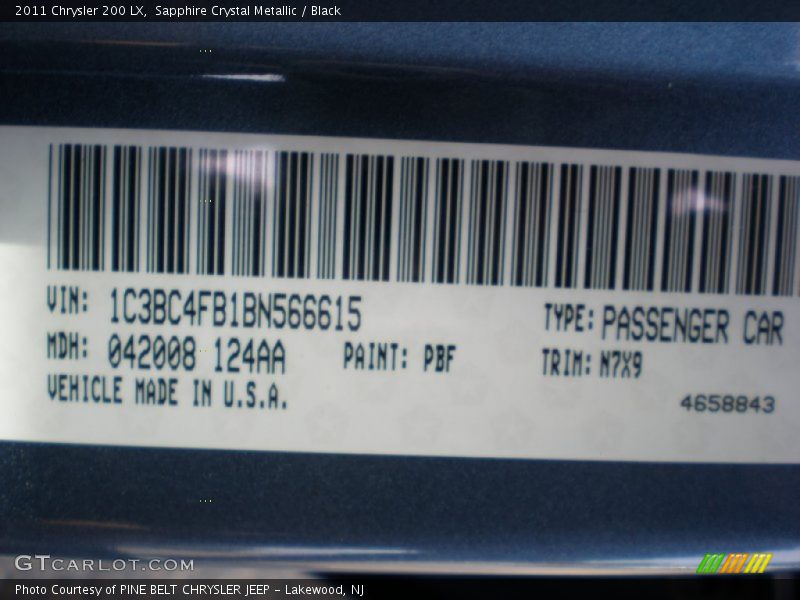 2011 Chrysler 200 LX, Sapphire Crystal Metallic / Black
VIN: 1C3BC4FB1BN566615 TYPE: PASSENGER CAR
MDH: 042008 124AA PAINT: PBF TRIM: N7X9
VEHICLE MADE IN U.S.A. 4658843
GTCARLOT.COM
Photo Courtesy of PINE BELT CHRYSLER JEEP - Lakewood, NJ